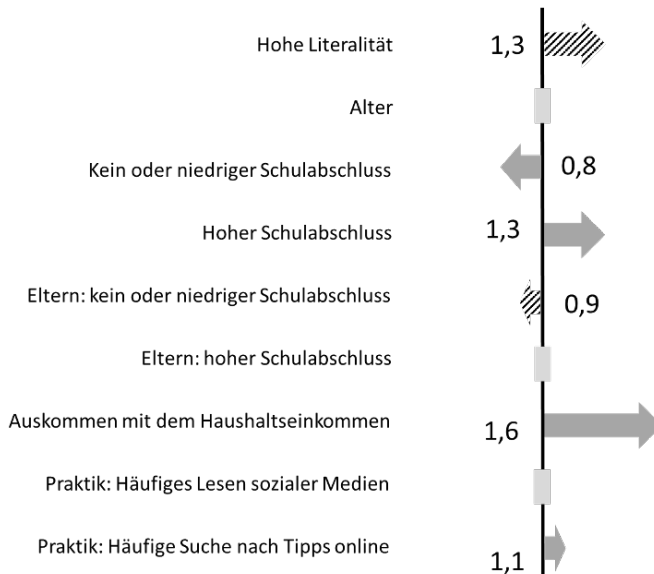 Hohe Literalität 1,3
Alter
Kein oder niedriger Schulabschluss 0,8
Hoher Schulabschluss 1,3
Eltern: kein oder niedriger Schulabschluss 0,9
Eltern: hoher Schulabschluss
Auskommen mit dem Haushaltseinkommen 1,6
Praktik: Häufiges Lesen sozialer Medien
Praktik: Häufige Suche nach Tipps online 1,1